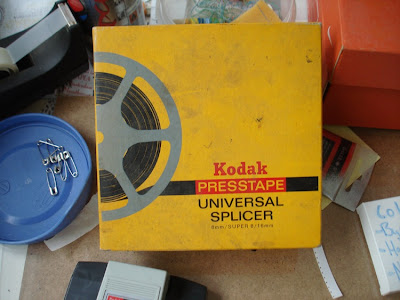 Kodak
PRESSTAPE
UNIVERSAL
SPLICER
8mm/SUPER 8/16mm